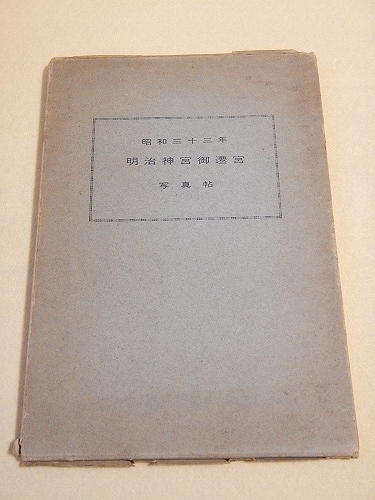 昭和三十三年
明治神宮御遷宮
写真帖